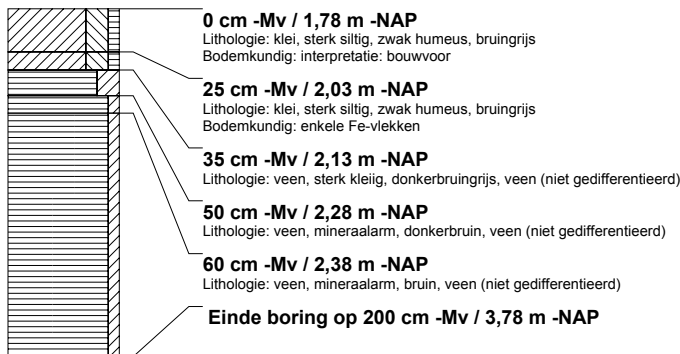 0 cm -Mv / 1,78 m -NAP
Lithologie: klei, sterk siltig, zwak humeus, bruingrijs
Bodemkundig: interpretatie: bouwvoor
25 cm -Mv / 2,03 m -NAP
Lithologie: klei, sterk siltig, zwak humeus, bruingrijs
Bodemkundig: enkele Fe-vlekken
35 cm -Mv / 2,13 m -NAP
Lithologie: veen, sterk kleiig, donkerbruingrijs, veen (niet gedifferentieerd)
50 cm -Mv / 2,28 m -NAP
Lithologie: veen, mineraalarm, donkerbruin, veen (niet gedifferentieerd)
60 cm -Mv / 2,38 m -NAP
Lithologie: veen, mineraalarm, bruin, veen (niet gedifferentieerd)
Einde boring op 200 cm -Mv / 3,78 m -NAP